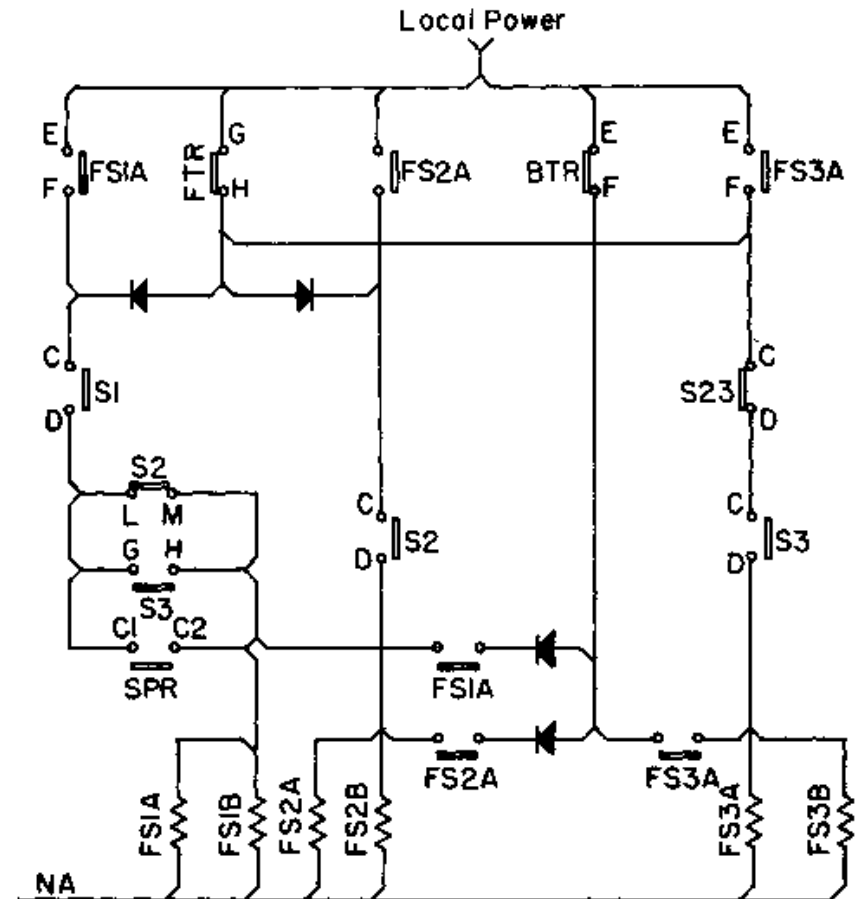 Local Power
E
F
FS1A
FTR
G
H
FS2A
BTR
E
F
E
F
FS3A
C
D
S1
S23
C
D
S2
L M
G H
S3
C1 C2
SPR
C
D
S2
C
D
S3
FS1A
FS2A
FS3A
FS1A
FS1B
FS2A
FS2B
FS3A
FS3B
NA